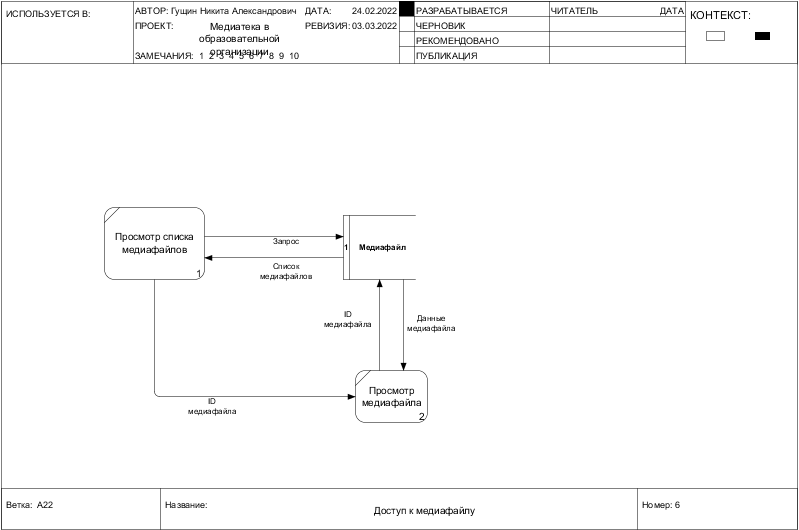 ИСПОЛЬЗУЕТСЯ В:
АВТОР: Гущин Никита Александрович
ДАТА: 24.02.2022
ПРОЕКТ: Медиатека в
образовательной
организации
РЕВИЗИЯ: 03.03.2022
ЗАМЕЧАНИЯ: 1 2 3 4 5 6 7 8 9 10
РАЗРАБАТЫВАЕТСЯ
ЧЕРНОВИК
РЕКОМЕНДОВАНО
ПУБЛИКАЦИЯ
ЧИТАТЕЛЬ ДАТА
КОНТЕКСТ:
Просмотр списка
медиафайлов
1
Запрос
1 Медиафайл
Список
медиафайлов
ID
медиафайла
Данные
медиафайла
Просмотр
медиафайла
2
ID
медиафайла
Ветка: A22
Название:
Доступ к медиафайлу
Номер: 6